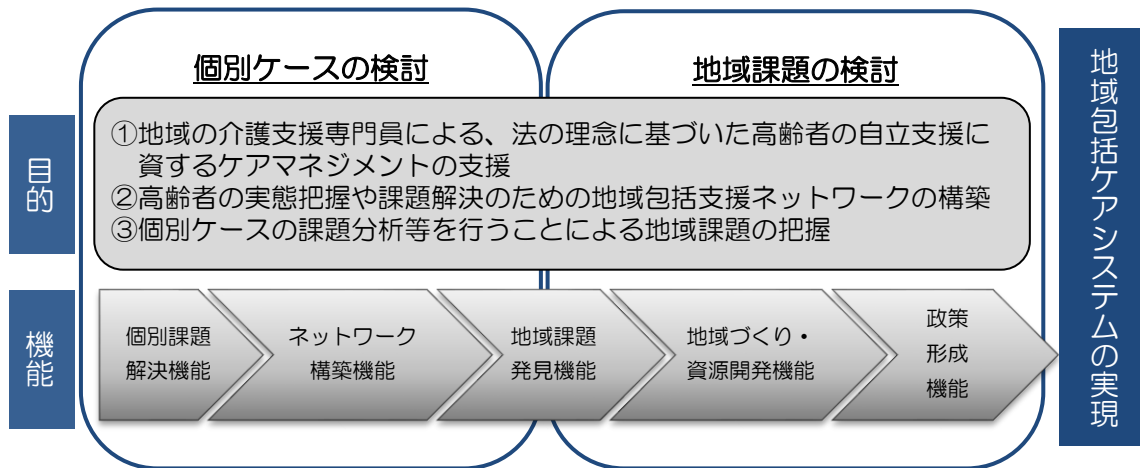 個別ケースの検討
地域課題の検討
目的
①地域の介護支援専門員による、法の理念に基づいた高齢者の自立支援に
資するケアマネジメントの支援
②高齢者の実態把握や課題解決のための地域包括支援ネットワークの構築
③個別ケースの課題分析等を行うことによる地域課題の把握
機能
個別課題
解決機能
ネットワーク
構築機能
地域課題
発見機能
地域づくり・
資源開発機能
政策
形成
機能
地域包括ケアシステムの実現